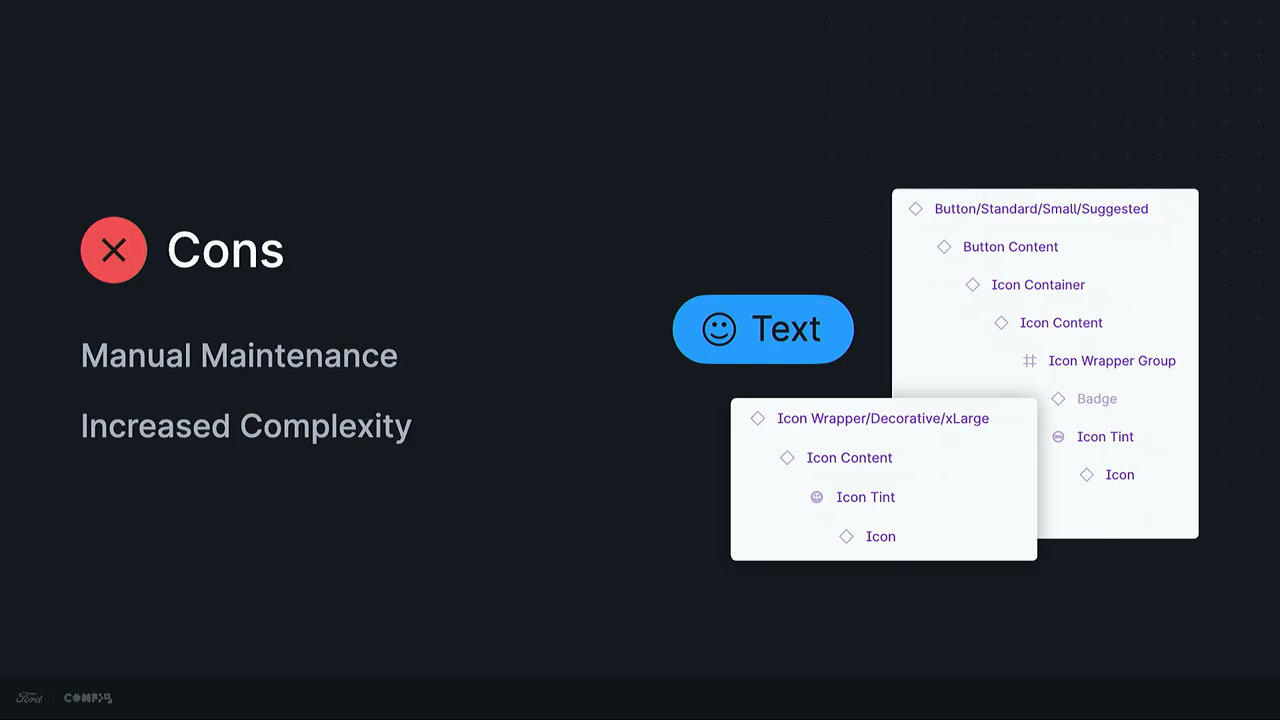 Cons
Manual Maintenance
Increased Complexity
Text
Button/Standard/Small/Suggested
Button Content
Icon Container
Icon Content
Icon Wrapper Group
Badge
Icon Tint
Icon
Icon Wrapper/Decorative/xLarge
Icon Content
Icon Tint
Icon
Ford
CONFIG